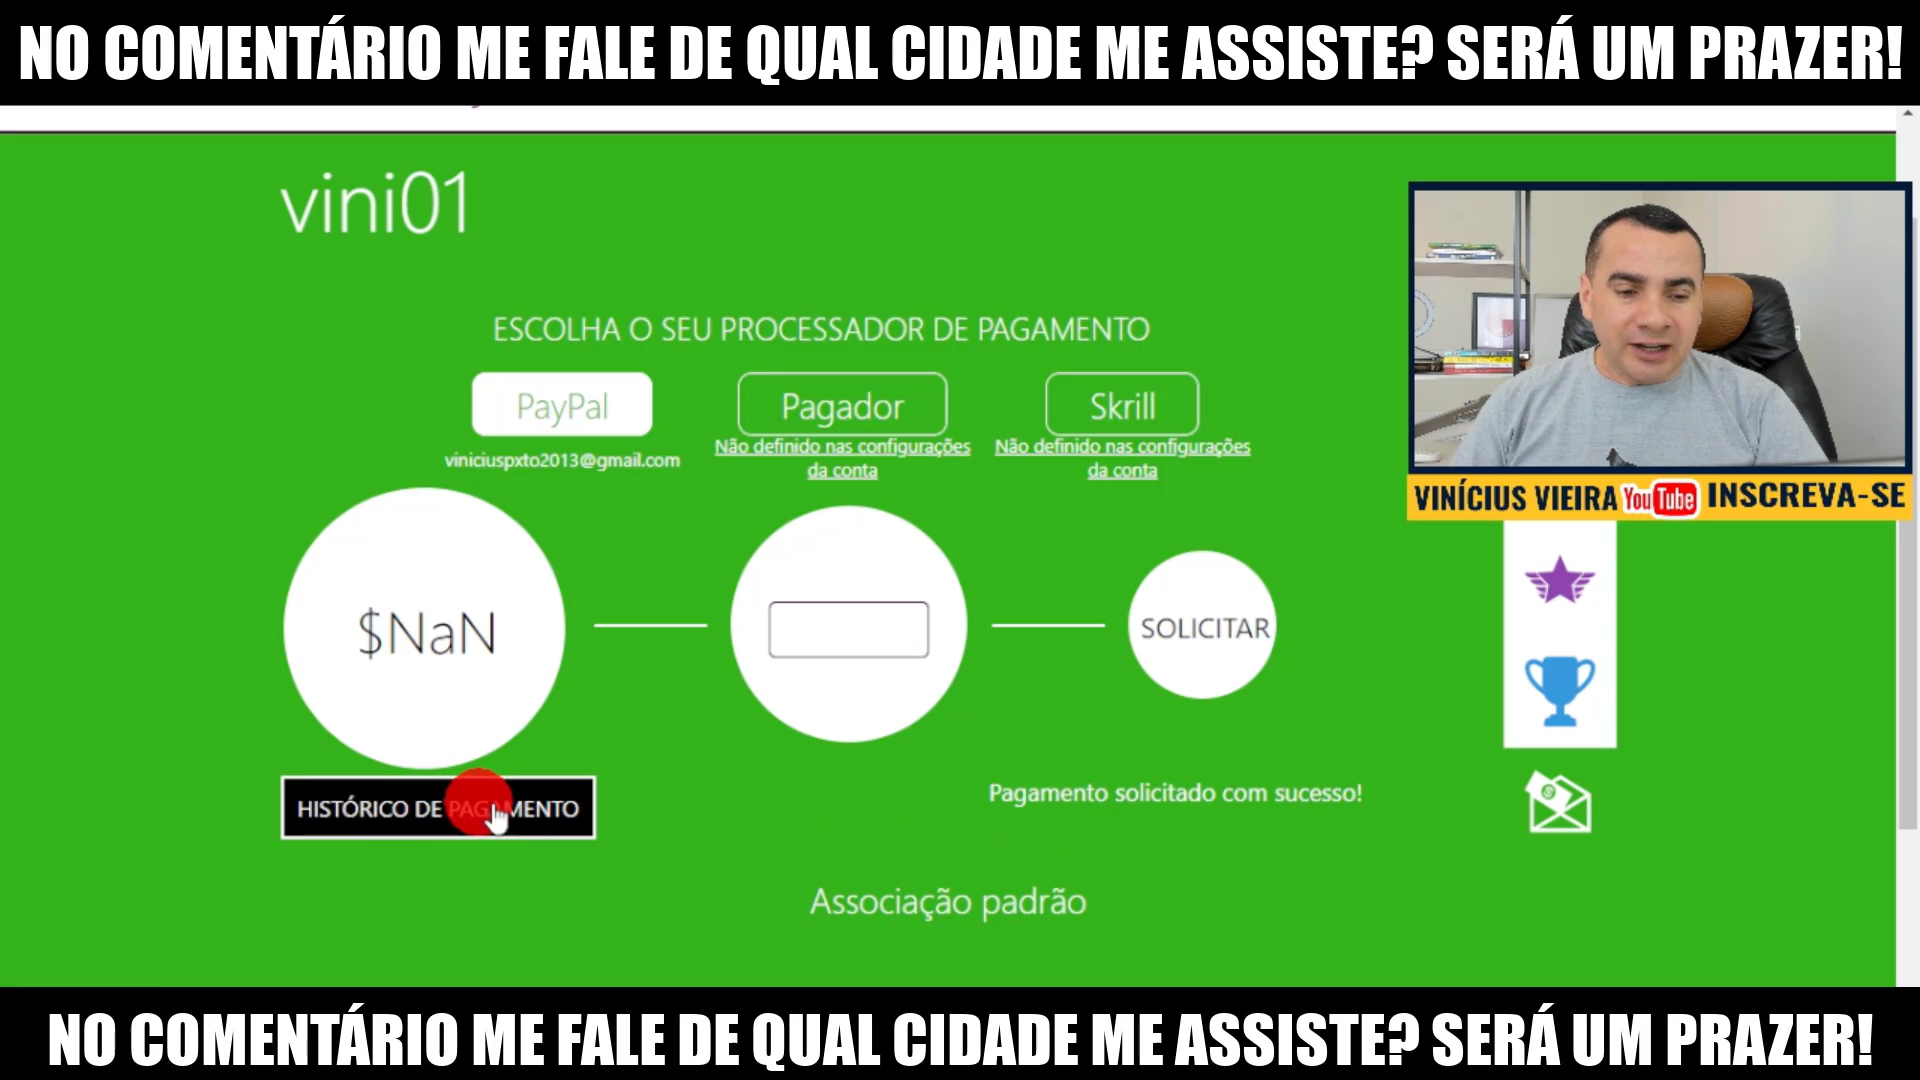 NO COMENTÁRIO ME FALE DE QUAL CIDADE ME ASSISTE? SERÁ UM PRAZER!
vini01
ESCOLHA O SEU PROCESSADOR DE PAGAMENTO
PayPal
viniciuspxto2013@gmail.com
Pagador
Não definido nas configurações
da conta
Skrill
Não definido nas configurações
da conta
VINÍCIUS VIEIRA YouTube INSCREVA-SE
$NaN
SOLICITAR
HISTÓRICO DE PAGAMENTO
Pagamento solicitado com sucesso!
Associação padrão
NO COMENTÁRIO ME FALE DE QUAL CIDADE ME ASSISTE? SERÁ UM PRAZER!